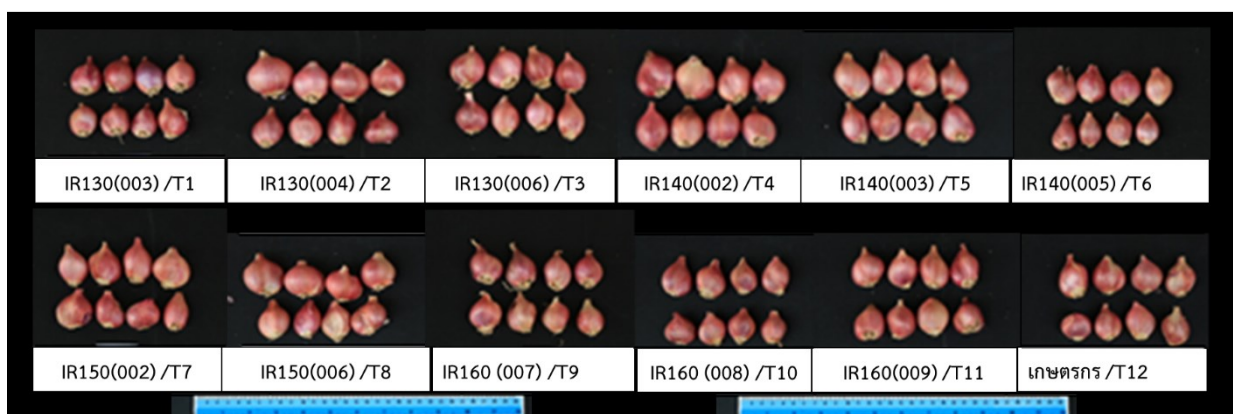 IR130(003) /T1
IR130(004) /T2
IR130(006) /T3
IR140(002) /T4
IR140(003) /T5
IR140(005) /T6
IR150(002) /T7
IR150(006) /T8
IR160 (007) /T9
IR160 (008) /T10
IR160(009) /T11
เกษตรกร /T12